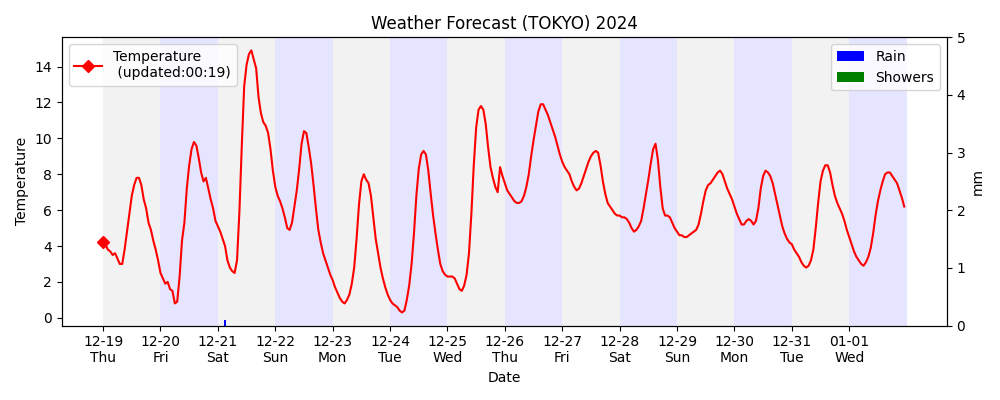 Weather Forecast (TOKYO) 2024
Temperature
(updated:00:19)
Rain
Showers
Temperature
14
12
10
8
6
4
2
0
5
4
3
2
1
0
mm
12-19 12-20 12-21 12-22 12-23 12-24 12-25 12-26 12-27 12-28 12-29 12-30 12-31 01-01
Thu Fri Sat Sun Mon Tue Wed Thu Fri Sat Sun Mon Tue Wed
Date